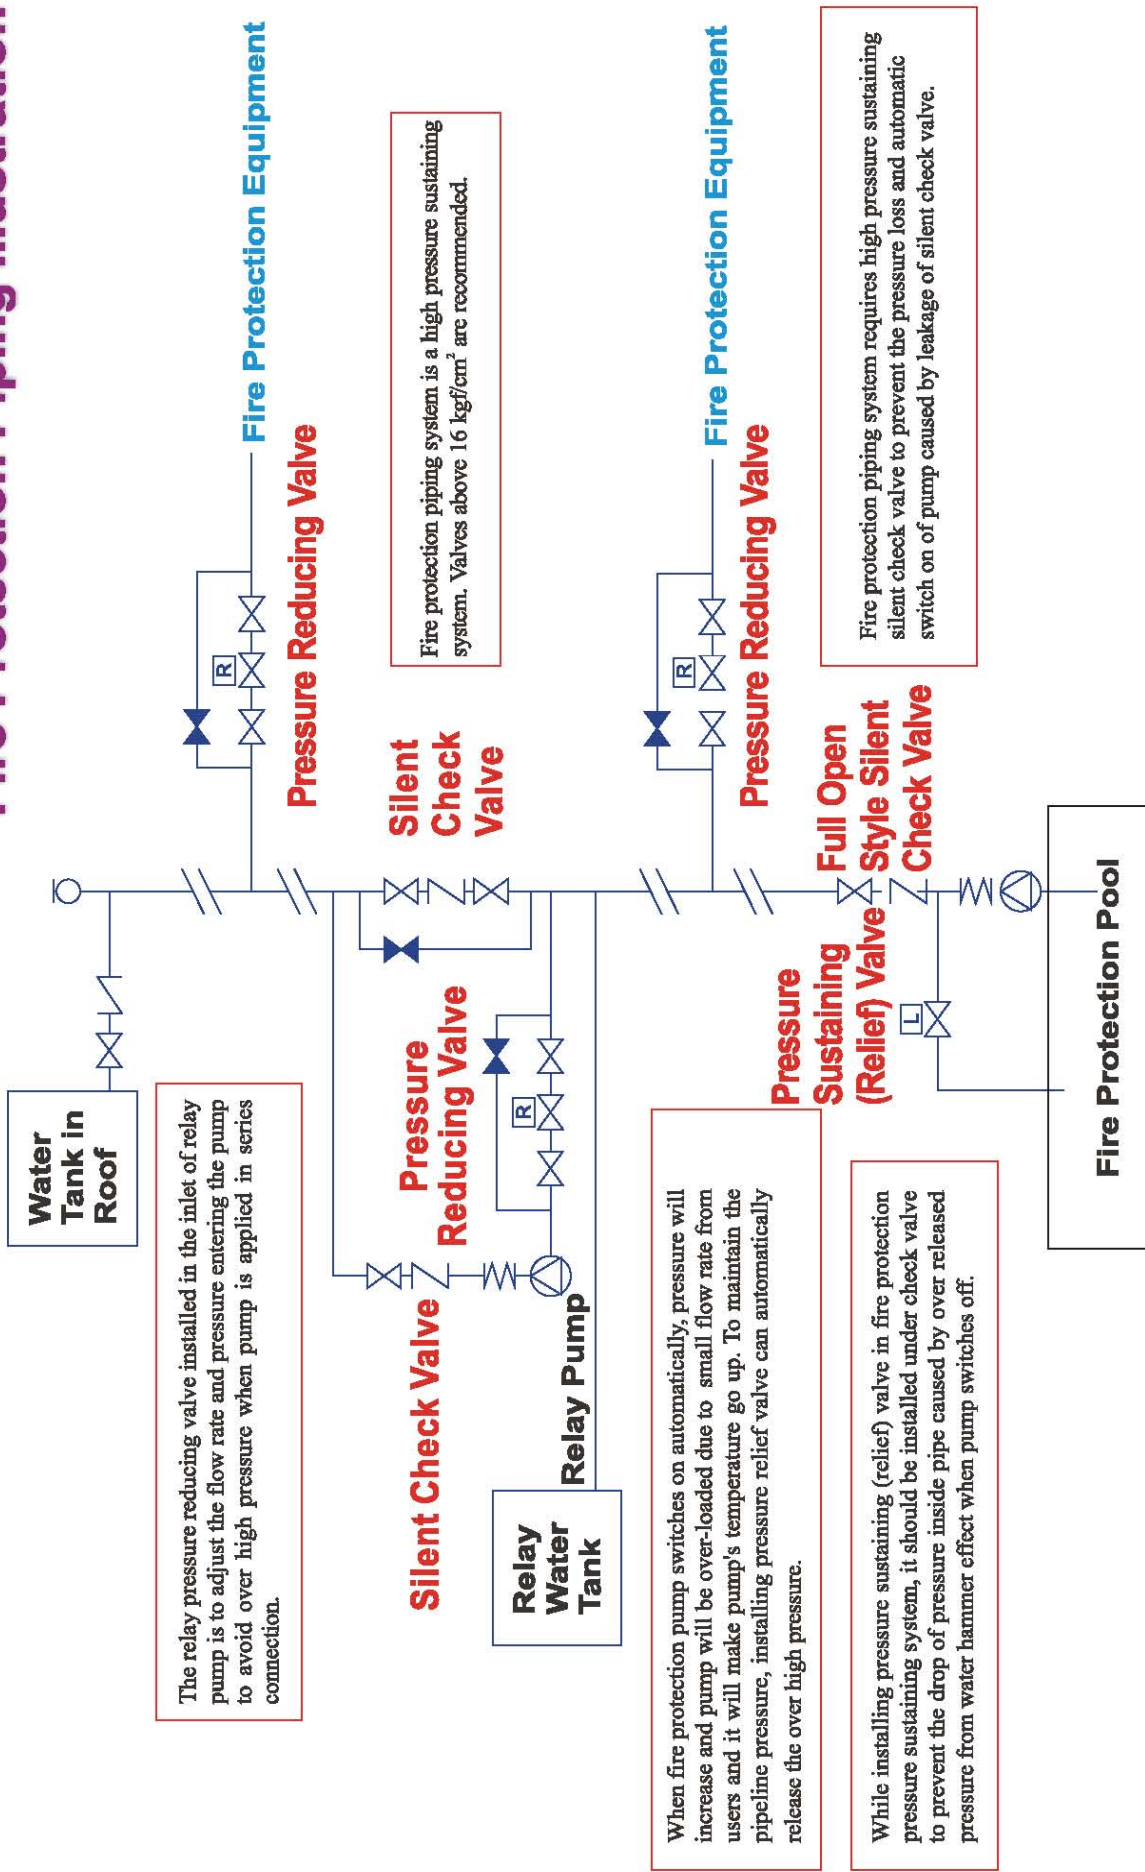 Fire Protection Piping Illustration
Water
Tank in
Roof
Fire Protection Equipment
R
Pressure Reducing Valve
The relay pressure reducing valve installed in the inlet of relay
pump is to adjust the flow rate and pressure entering the pump
to avoid over high pressure when pump is applied in series
connection.
Fire protection piping system is a high pressure sustaining
system. Valves above 16 kgf/cm² are recommended.
Silent
Check
Valve
Pressure
Reducing Valve
R
Silent Check Valve
Relay Pump
Relay
Water
Tank
Fire Protection Equipment
R
Pressure Reducing Valve
When fire protection pump switches on automatically, pressure will
increase and pump will be over-loaded due to small flow rate from
users and it will make pump's temperature go up. To maintain the
pipeline pressure, installing pressure relief valve can automatically
release the over high pressure.
Pressure
Sustaining
(Relief) Valve
L
Full Open
Style Silent
Check Valve
Fire protection piping system requires high pressure sustaining
silent check valve to prevent the pressure loss and automatic
switch on of pump caused by leakage of silent check valve.
While installing pressure sustaining (relief) valve in fire protection
pressure sustaining system, it should be installed under check valve
to prevent the drop of pressure inside pipe caused by over released
pressure from water hammer effect when pump switches off.
Fire Protection Pool